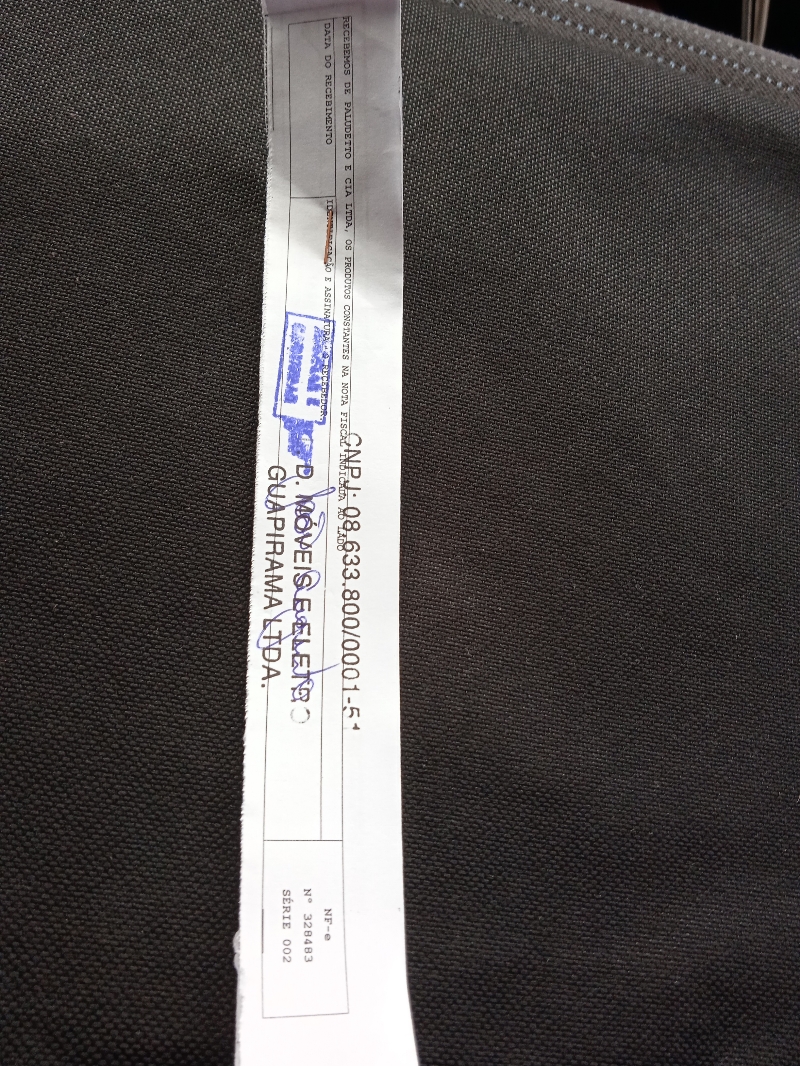 RECEBEMOS DE PALUDETTO E CIA LTDA, OS PRODUTOS CONSTANTES NA NOTA FISCAL INDICADA AO LADO
DATA DO RECEBIMENTO
IDENTIFICAÇÃO E ASSINATURA DO RECEBEDOR
CNPJ: 08.633.800/0001-5
D. MÓVEIS E ELETRO
GUAPIRAMA LTDA.
NF-e
Nº 328483
SÉRIE 002